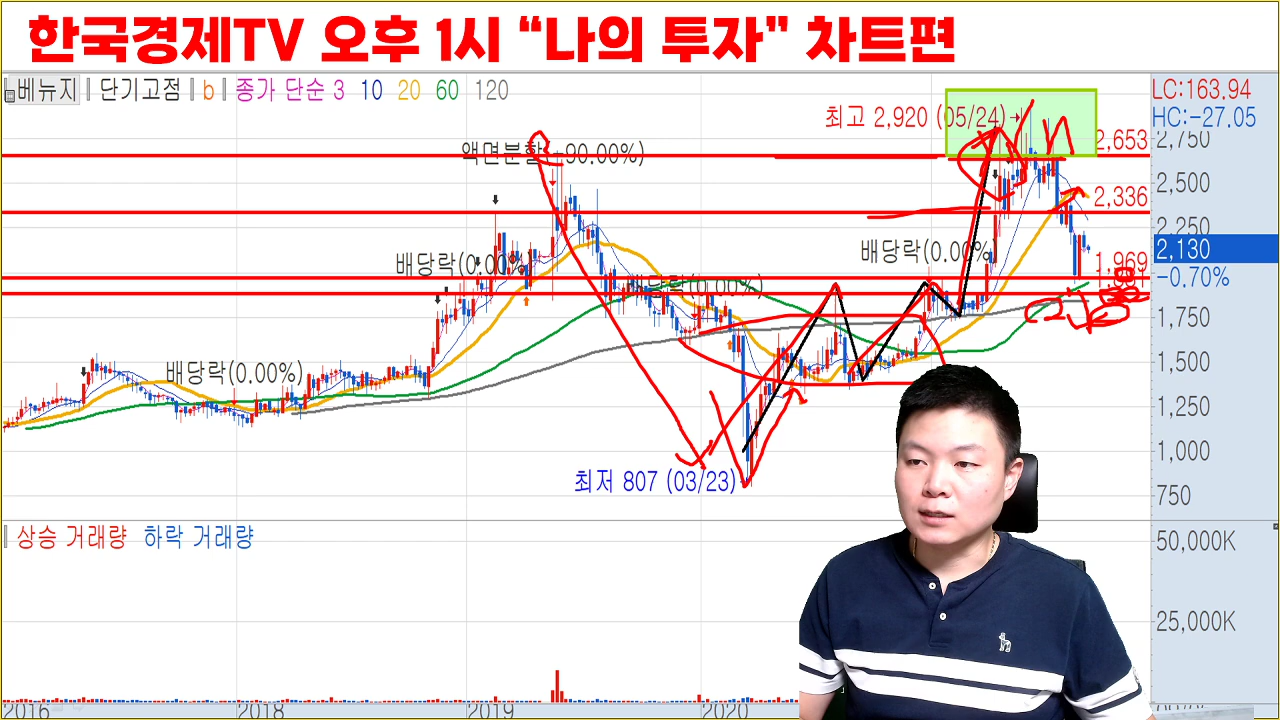 한국경제TV 오후 1시 “나의 투자” 차트편
베뉴지 단기고점 b 종가 단순 3 10 20 60 120
LC:163.94
HC:-27.05
최고 2,920 (05/24)
2,750
2,653
액면분할(-90.00%)
2,500
2,336
2,250
배당락(0.00%)
배당락(0.00%)
2,130
1,969
-0.70%
배당락(0.00%)
1,750
1,500
배당락(0.00%)
1,250
1,000
최저 807 (03/23)
750
상승 거래량 하락 거래량
50,000K
25,000K
2016 2018 2019 2020